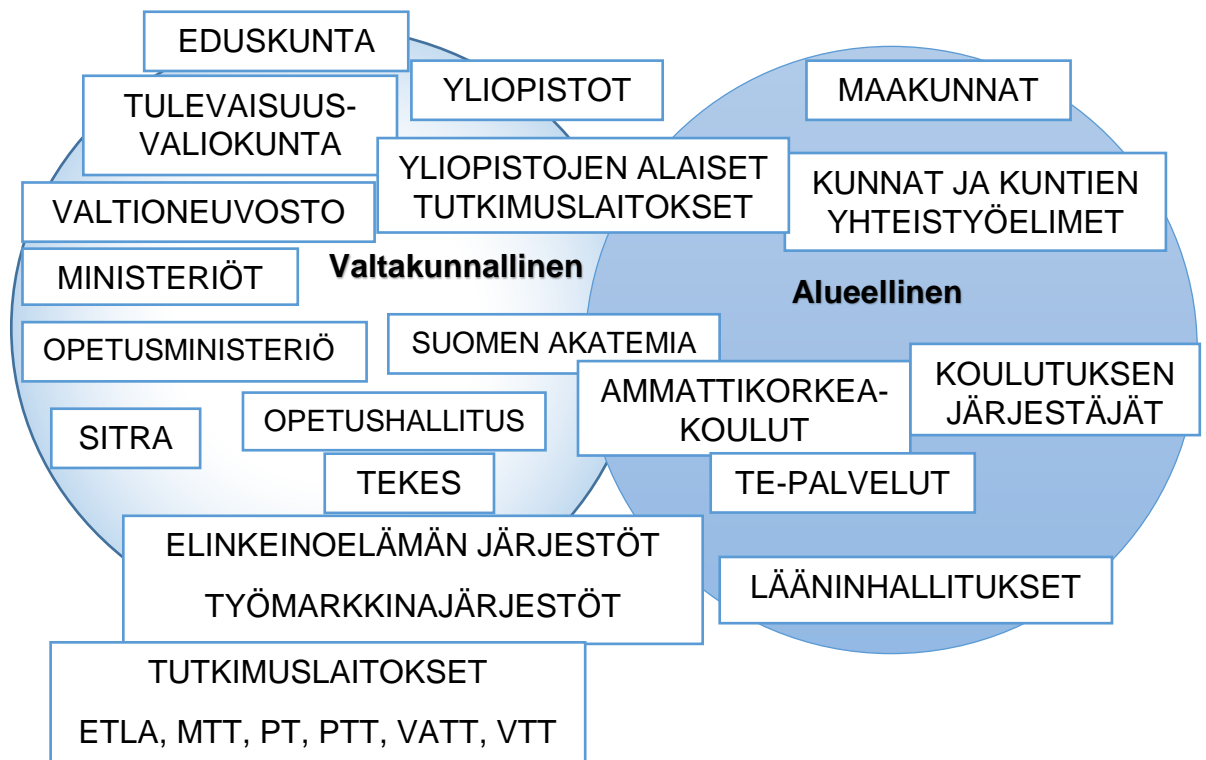 EDUSKUNTA
YLIOPISTOT
MAAKUNNAT
TULEVAISUUS-
VALIOKUNTA
YLIOPISTOJEN ALAISET
TUTKIMUSLAITOKSET
KUNNAT JA KUNTIEN
YHTEISTYÖELIMET
VALTIONEUVOSTO
MINISTERIÖT
Valtakunnallinen
Alueellinen
OPETUSMINISTERIÖ
SUOMEN AKATEMIA
AMMATTIKORKEA-
KOULUT
KOULUTUKSEN
JÄRJESTÄJÄT
SITRA
OPETUSHALLITUS
TEKES
TE-PALVELUT
ELINKEINOELÄMÄN JÄRJESTÖT
TYÖMARKKINAJÄRJESTÖT
LÄÄNINHALLITUKSET
TUTKIMUSLAITOKSET
ETLA, MTT, PT, PTT, VATT, VTT